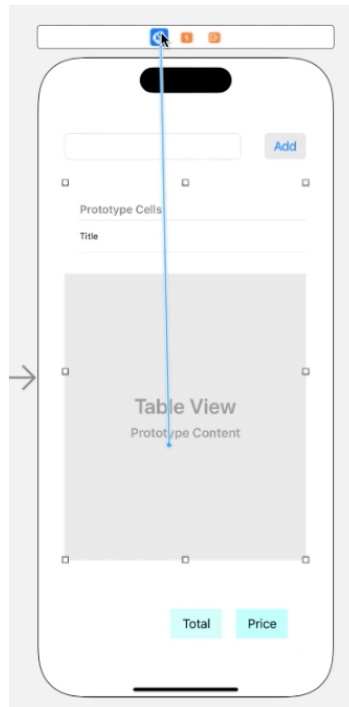 Add
Prototype Cells
Title
Table View
Prototype Content
Total Price